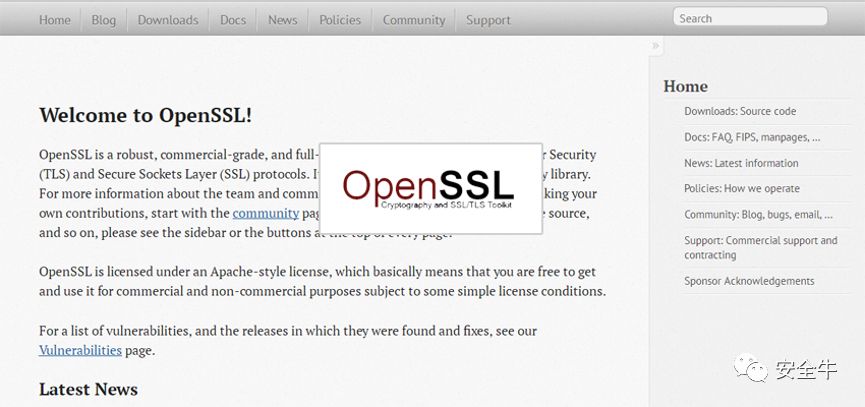 Home Blog Downloads Docs News Policies Community Support
Search
»
Welcome to OpenSSL!
OpenSSL is a robust, commercial-grade, and full-
r Security
(TLS) and Secure Sockets Layer (SSL) protocols. I
y library.
For more information about the team and comm
king your
own contributions, start with the community pa
e source,
and so on, please see the sidebar or the buttons at the top of every page.
OpenSSL
Cryptography and SSL/TLS Toolkit
OpenSSL is licensed under an Apache-style license, which basically means that you are free to get
and use it for commercial and non-commercial purposes subject to some simple license conditions.
For a list of vulnerabilities, and the releases in which they were found and fixes, see our
Vulnerabilities page.
Latest News
Home
Downloads: Source code
Docs: FAQ, FIPS, manpages, ...
News: Latest information
Policies: How we operate
Community: Blog, bugs, email, ...
Support: Commercial support and
contracting
Sponsor Acknowledgements
安全牛